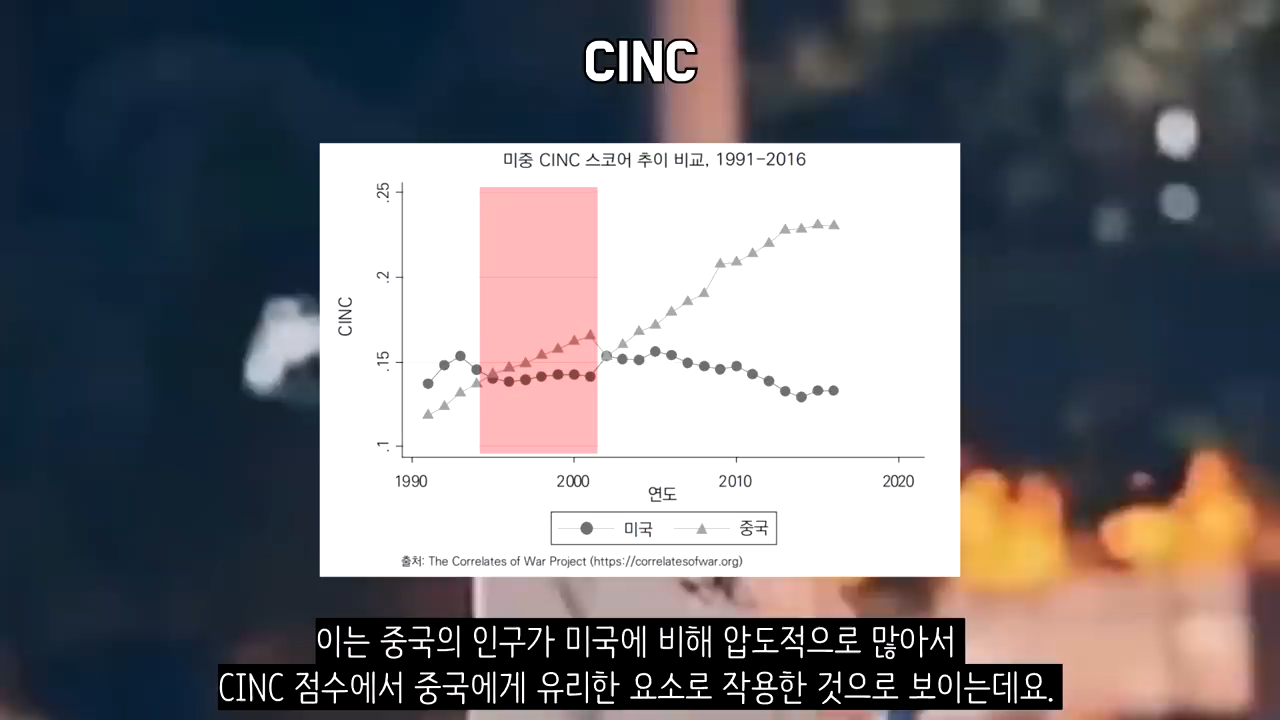 CINC
미중 CINC 스코어 추이 비교, 1991-2016
.25
.2
.15
.1
CINC
1990 2000 2010 2020
연도
미국 중국
출처: The Correlates of War Project (https://correlatesofwar.org)
이는 중국의 인구가 미국에 비해 압도적으로 많아서
CINC 점수에서 중국에게 유리한 요소로 작용한 것으로 보이는데요.